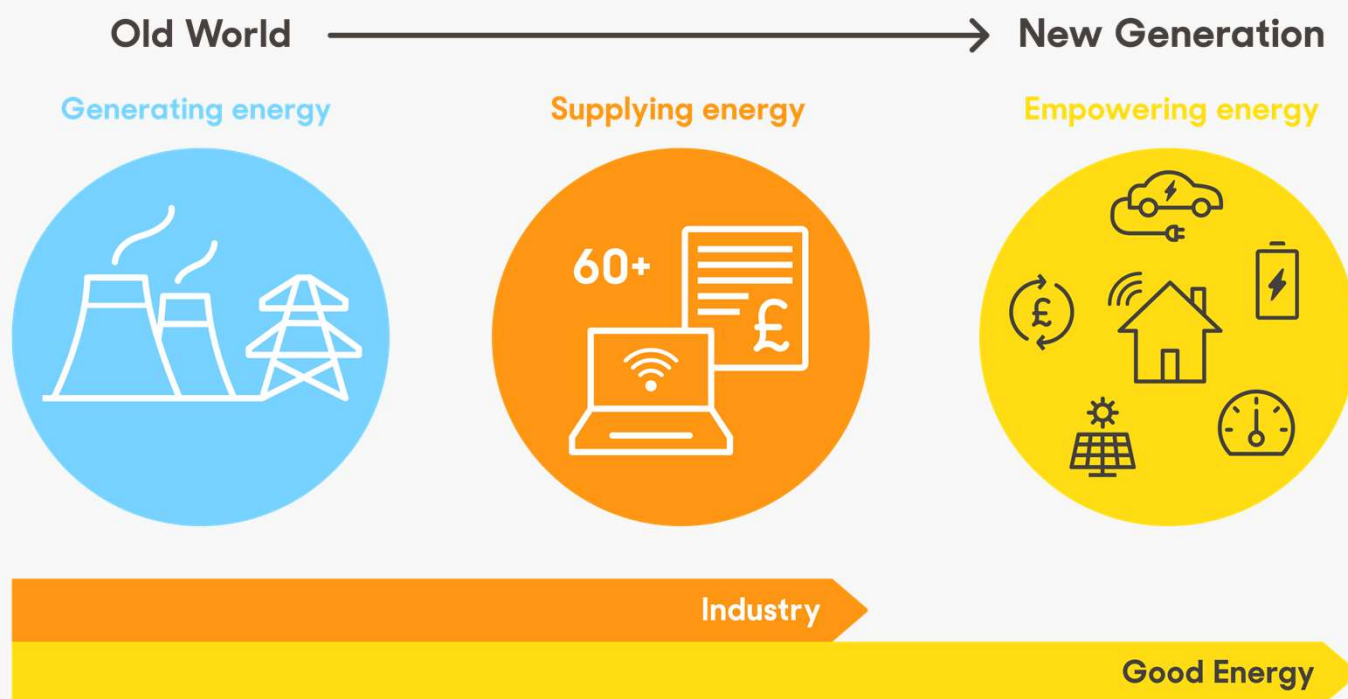 Old World
New Generation
Generating energy
Supplying energy
Empowering energy
60+
£
£
Industry
Good Energy